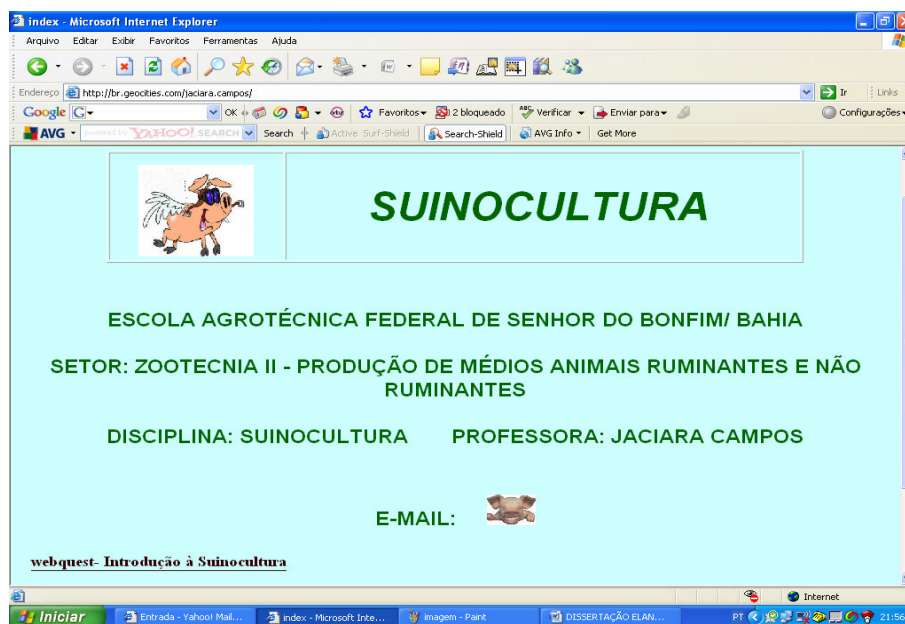 index - Microsoft Internet Explorer
Arquivo Editar Exibir Favoritos Ferramentas Ajuda
Endereço http://br.geocities.com/jaciara.campos/ Ir Links
Google G OK Favoritos 2 bloqueado Verificar Enviar para Configurações
AVG powered by YAHOO! SEARCH Search Active Surf-Shield Search-Shield AVG Info Get More
SUINOCULTURA
ESCOLA AGROTÉCNICA FEDERAL DE SENHOR DO BONFIM/ BAHIA
SETOR: ZOOTECNIA II - PRODUÇÃO DE MÉDIOS ANIMAIS RUMINANTES E NÃO
RUMINANTES
DISCIPLINA: SUINOCULTURA PROFESSORA: JACIARA CAMPOS
E-MAIL:
webquest- Introdução à Suinocultura
Internet
Iniciar Entrada - Yahoo! Mail... index - Microsoft Inte... imagem - Paint DISSERTAÇÃO ELAN... PT 21:56